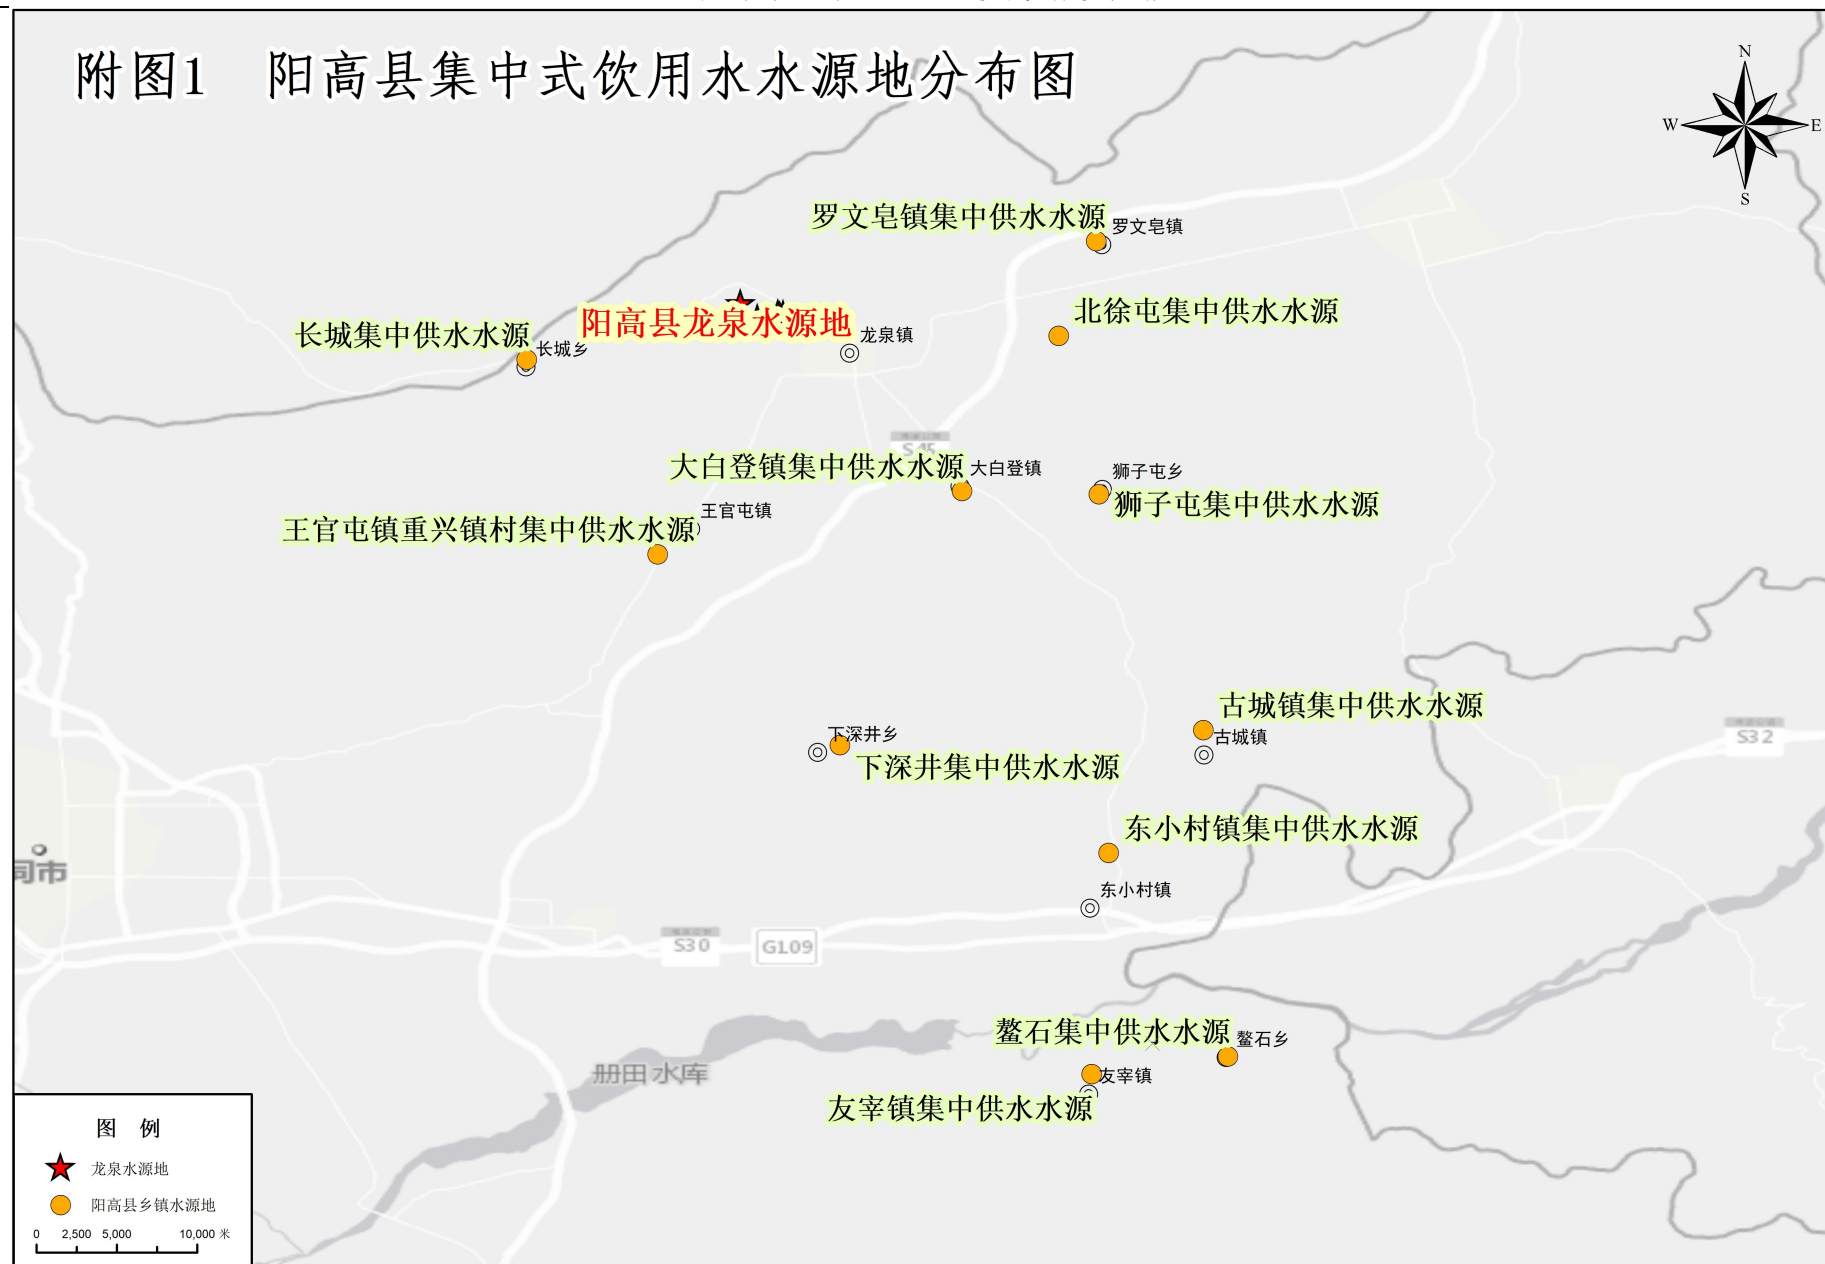 附图1 阳高县集中式饮用水水源地分布图
N
W
E
S
罗文皂镇集中供水水源
罗文皂镇
北徐屯集中供水水源
阳高县龙泉水源地
龙泉镇
长城集中供水水源
长城乡
S45
大白登镇集中供水水源
大白登镇
狮子屯乡
狮子屯集中供水水源
王官屯镇
王官屯镇重兴镇村集中供水水源
古城镇集中供水水源
古城镇
S32
下深井乡
下深井集中供水水源
东小村镇集中供水水源
同市
东小村镇
S30
G109
鳌石集中供水水源
鳌石乡
册田水库
友宰镇
友宰镇集中供水水源
图 例
龙泉水源地
阳高县乡镇水源地
0 2,500 5,000 10,000 米